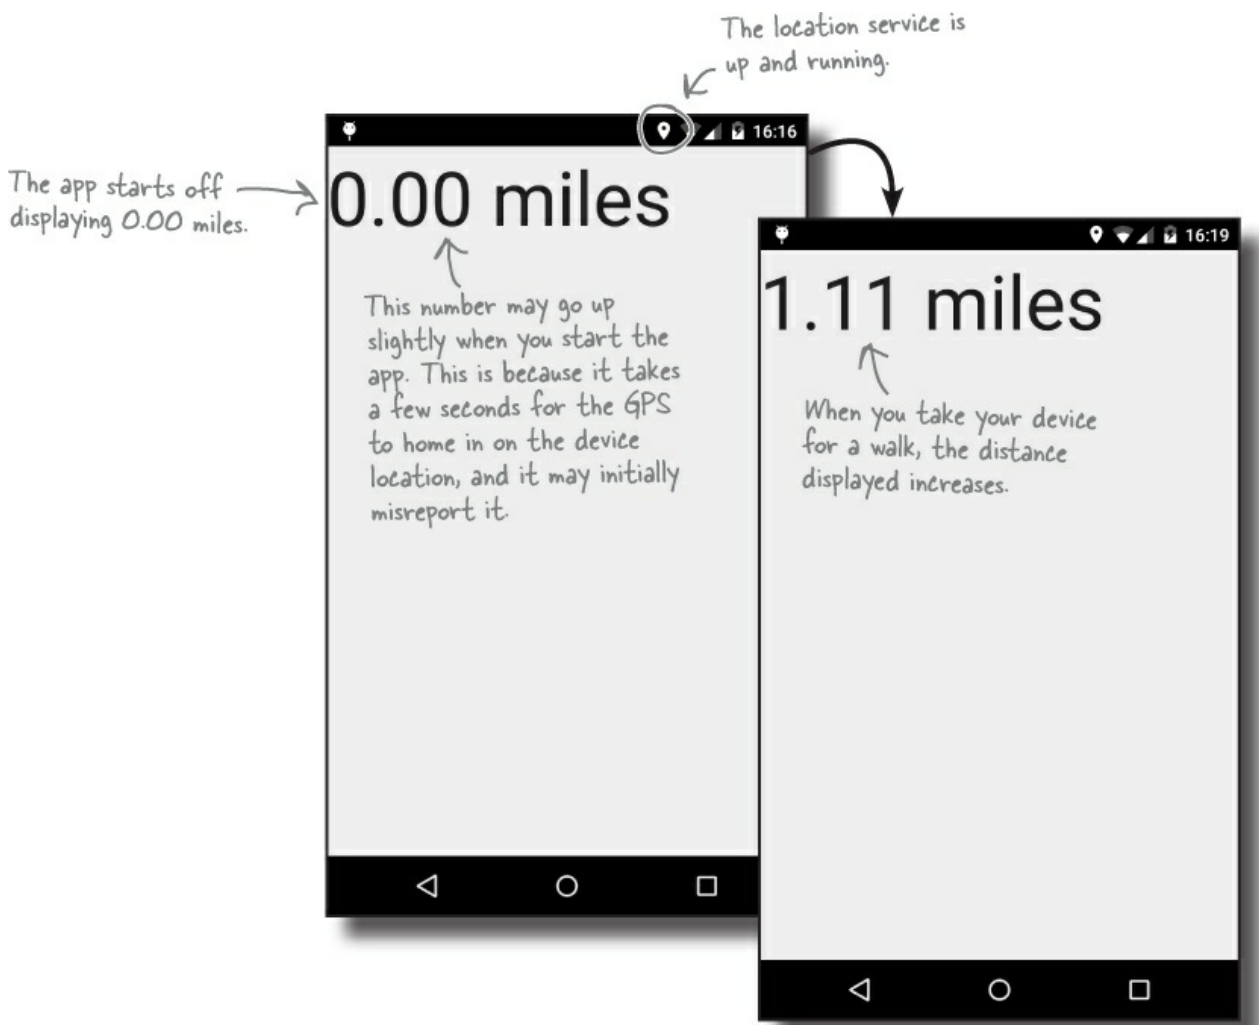 The location service is
up and running.
16:16
The app starts off
displaying 0.00 miles.
0.00 miles
This number may go up
slightly when you start the
app. This is because it takes
a few seconds for the GPS
to home in on the device
location, and it may initially
misreport it.
16:19
1.11 miles
When you take your device
for a walk, the distance
displayed increases.